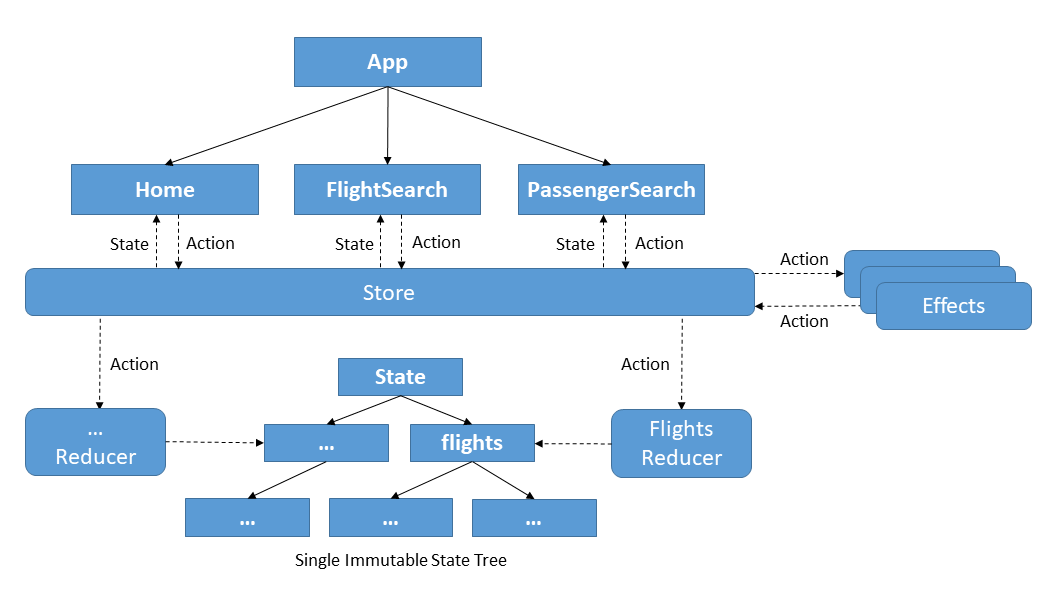 App
Home
FlightSearch
PassengerSearch
State
Action
State
Action
State
Action
Store
Action
Action
Effects
Action
Action
State
...
Reducer
...
flights
Flights
Reducer
...
...
...
Single Immutable State Tree